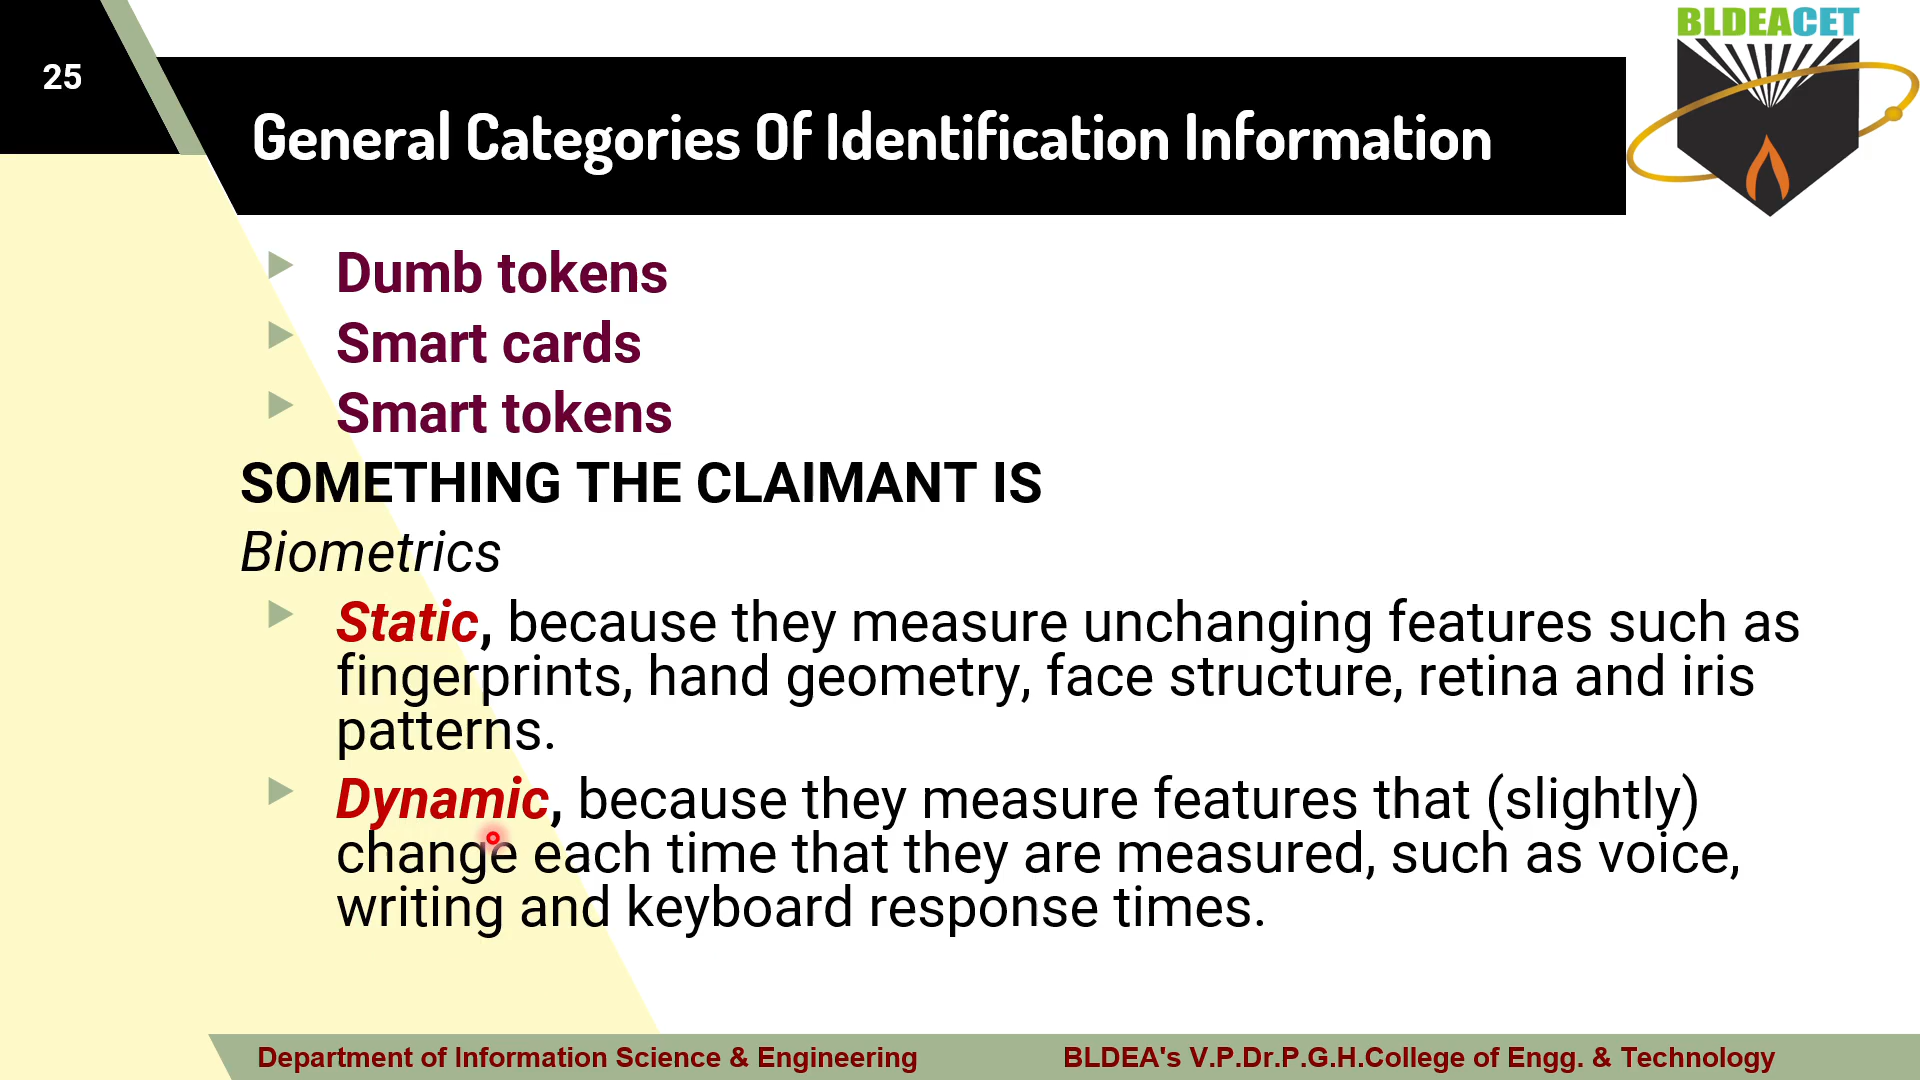 25
BLDEACET
General Categories Of Identification Information
Dumb tokens
Smart cards
Smart tokens
SOMETHING THE CLAIMANT IS
Biometrics
Static, because they measure unchanging features such as
fingerprints, hand geometry, face structure, retina and iris
patterns.
Dynamic, because they measure features that (slightly)
change each time that they are measured, such as voice,
writing and keyboard response times.
Department of Information Science & Engineering
BLDEA's V.P.Dr.P.G.H.College of Engg. & Technology